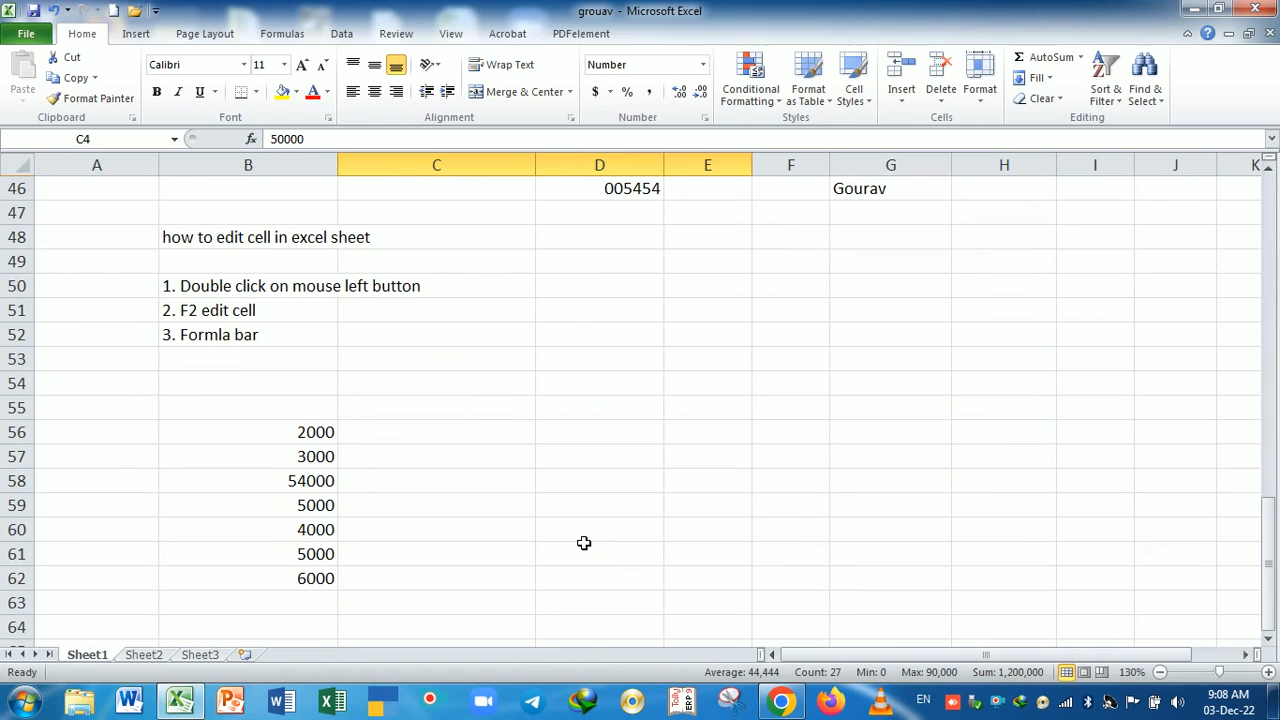 grouav - Microsoft Excel
File Home Insert Page Layout Formulas Data Review View Acrobat PDFelement
Paste Cut Copy Format Painter Clipboard
Calibri 11 B I U A Font
Wrap Text Merge & Center Alignment
Number $ % , Number
Conditional Formatting Format as Table Cell Styles Styles
Insert Delete Format Cells
Σ AutoSum Fill Clear Sort & Filter Find & Select Editing
C4 fx 50000
A B C D E F G H I J K
46 005454 Gourav
47
48 how to edit cell in excel sheet
49
50 1. Double click on mouse left button
51 2. F2 edit cell
52 3. Formla bar
53
54
55
56 2000
57 3000
58 54000
59 5000
60 4000
61 5000
62 6000
63
64
Sheet1 Sheet2 Sheet3
Ready Average: 44,444 Count: 27 Min: 0 Max: 90,000 Sum: 1,200,000 130%
EN 9:08 AM
03-Dec-22